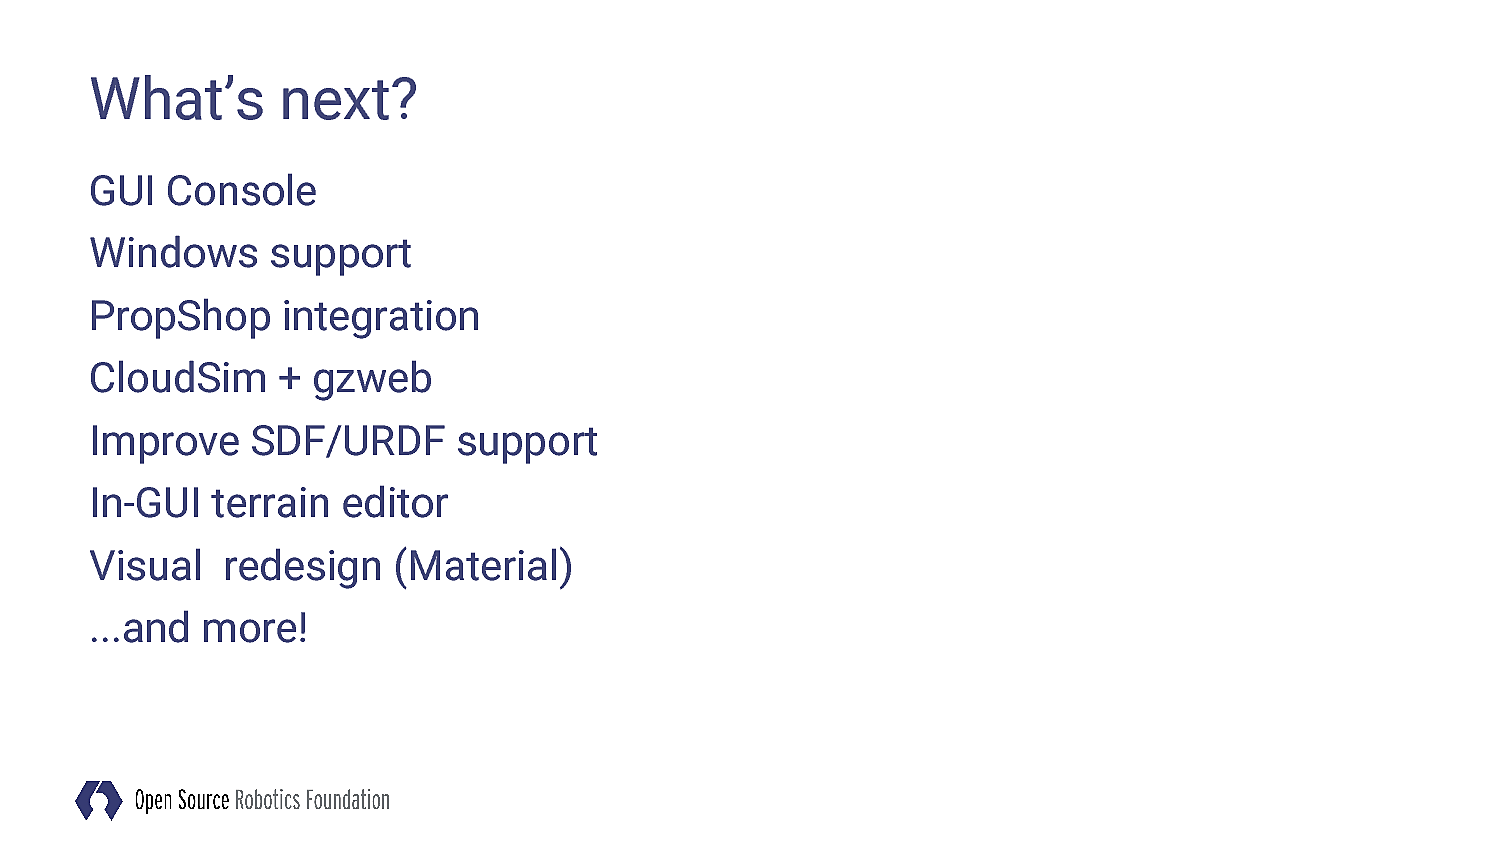 What’s next?
GUI Console
Windows support
PropShop integration
CloudSim + gzweb
Improve SDF/URDF support
In-GUI terrain editor
Visual  redesign (Material)
...and more!
Open Source Robotics Foundation